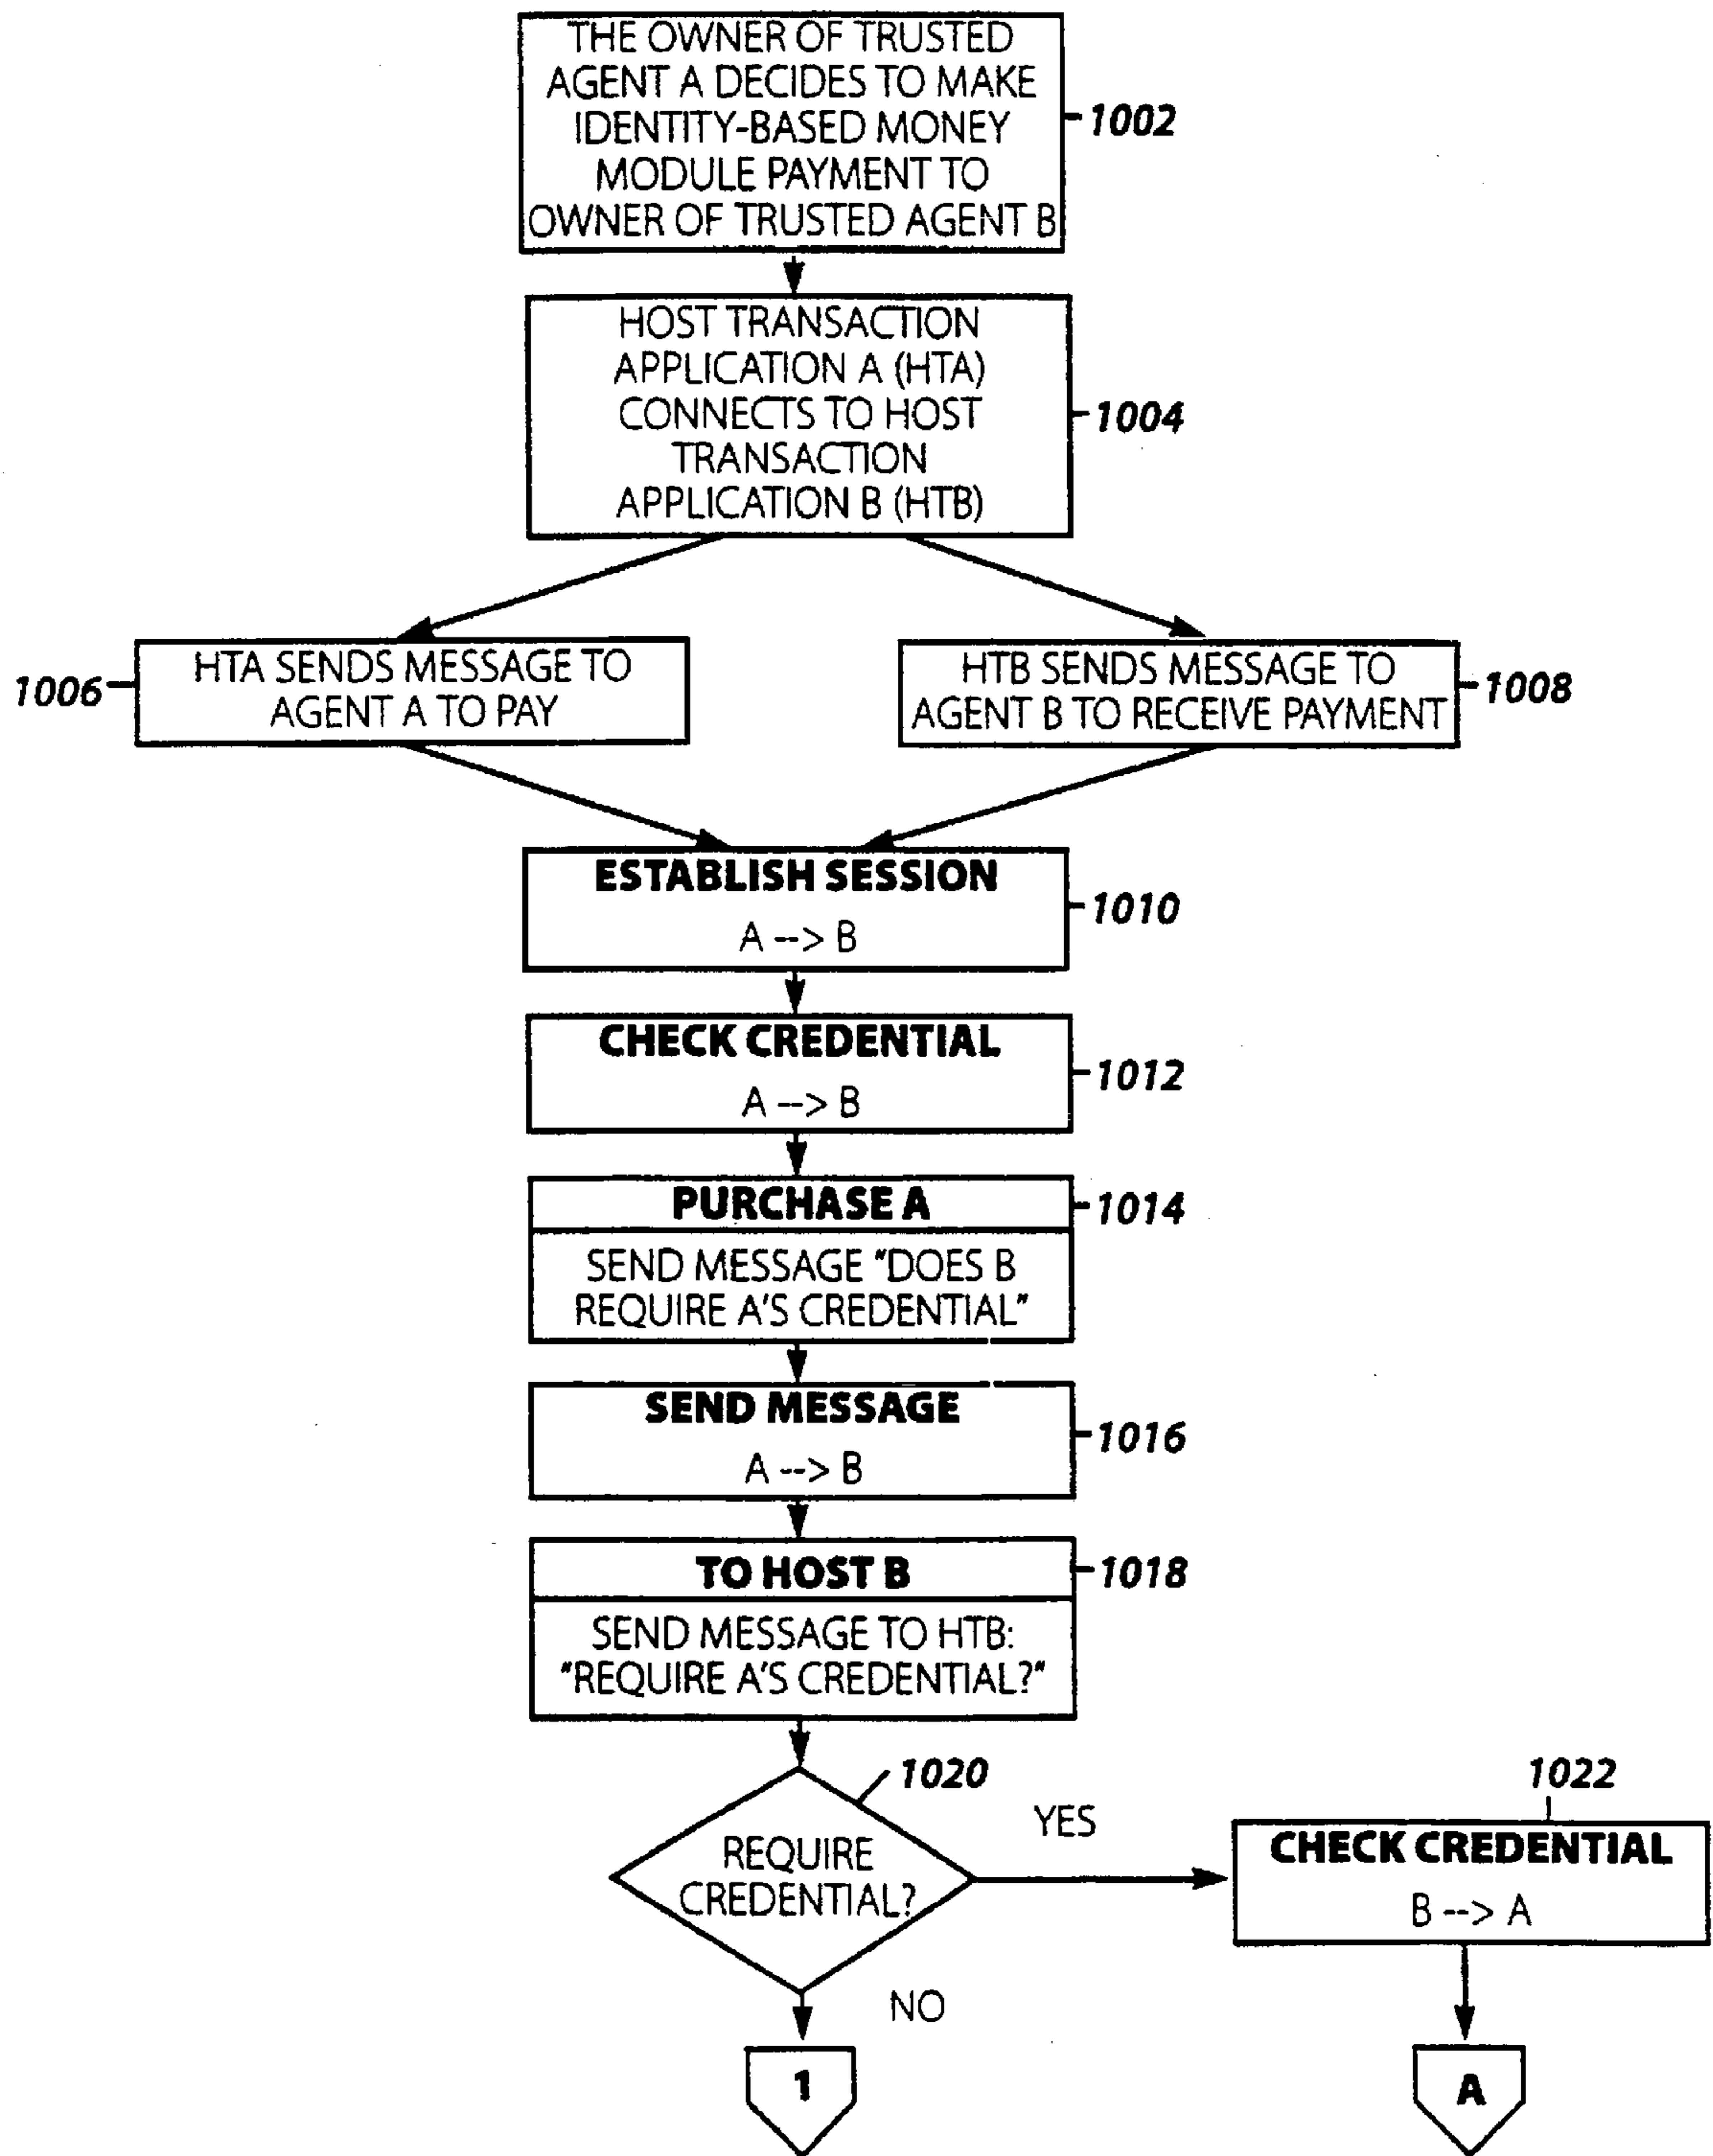 THE OWNER OF TRUSTED
AGENT A DECIDES TO MAKE
IDENTITY-BASED MONEY
MODULE PAYMENT TO
OWNER OF TRUSTED AGENT B
1002
HOST TRANSACTION
APPLICATION A (HTA)
CONNECTS TO HOST
TRANSACTION
APPLICATION B (HTB)
1004
1006
HTA SENDS MESSAGE TO
AGENT A TO PAY
HTB SENDS MESSAGE TO
AGENT B TO RECEIVE PAYMENT
1008
ESTABLISH SESSION
A --> B
1010
CHECK CREDENTIAL
A --> B
1012
PURCHASE A
1014
SEND MESSAGE "DOES B
REQUIRE A'S CREDENTIAL"
SEND MESSAGE
A --> B
1016
TO HOST B
1018
SEND MESSAGE TO HTB:
"REQUIRE A'S CREDENTIAL?"
1020
REQUIRE
CREDENTIAL?
YES
1022
CHECK CREDENTIAL
B --> A
NO
1
A